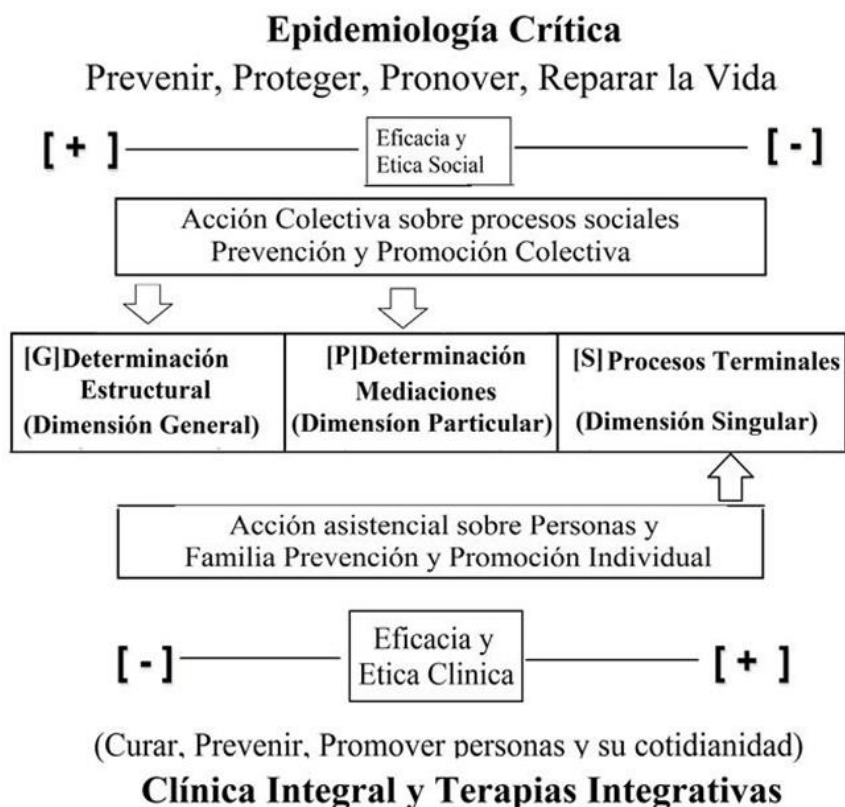 Epidemiología Crítica
Prevenir, Proteger, Pronover, Reparar la Vida
[ + ]
Eficacia y
Etica Social
[ - ]
Acción Colectiva sobre procesos sociales
Prevención y Promoción Colectiva
[G]Determinación
Estructural
(Dimensión General)
[P]Determinación
Mediaciones
(Dimensíon Particular)
[S] Procesos Terminales
(Dimensión Singular)
Acción asistencial sobre Personas y
Familia Prevención y Promoción Individual
[ - ]
Eficacia y
Etica Clinica
[ + ]
(Curar, Prevenir, Promover personas y su cotidianidad)
Clínica Integral y Terapias Integrativas